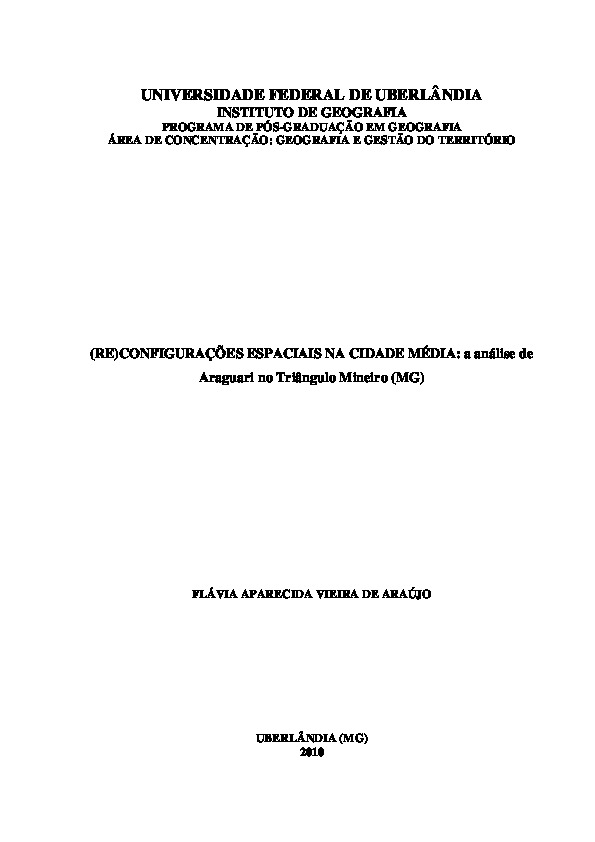 UNIVERSIDADE FEDERAL DE UBERLÂNDIA
INSTITUTO DE GEOGRAFIA
PROGRAMA DE PÓS-GRADUAÇÃO EM GEOGRAFIA
ÁREA DE CONCENTRAÇÃO: GEOGRAFIA E GESTÃO DO TERRITÓRIO
(RE)CONFIGURAÇÕES ESPACIAIS NA CIDADE MÉDIA: a análise de
Araguari no Triângulo Mineiro (MG)
FLÁVIA APARECIDA VIEIRA DE ARAÚJO
UBERLÂNDIA (MG)
2010